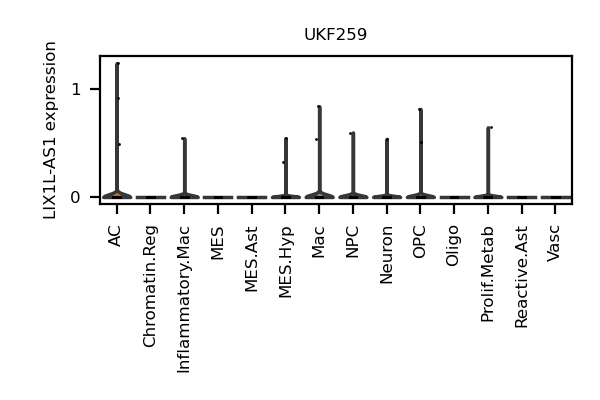 UKF259
LIX1L-AS1 expression
1
0
AC
Chromatin.Reg
Inflammatory.Mac
MES
MES.Ast
MES.Hyp
Mac
NPC
Neuron
OPC
Oligo
Prolif.Metab
Reactive.Ast
Vasc